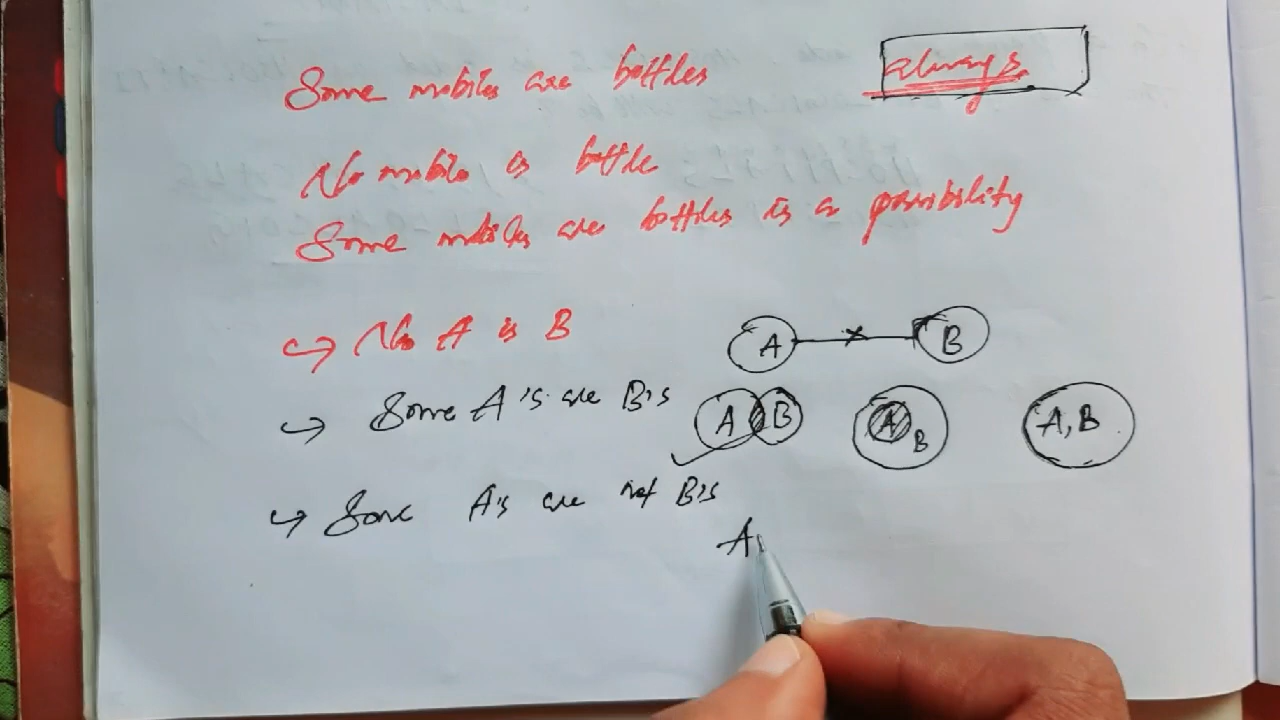 Some mobiles are bottles
always.
No mobile is bottle
Some mobiles are bottles is a possibility
↪ No A is B
A × B
↪ Some A's are B's
A B
A B
A, B
↪ Some A's are not B's
A